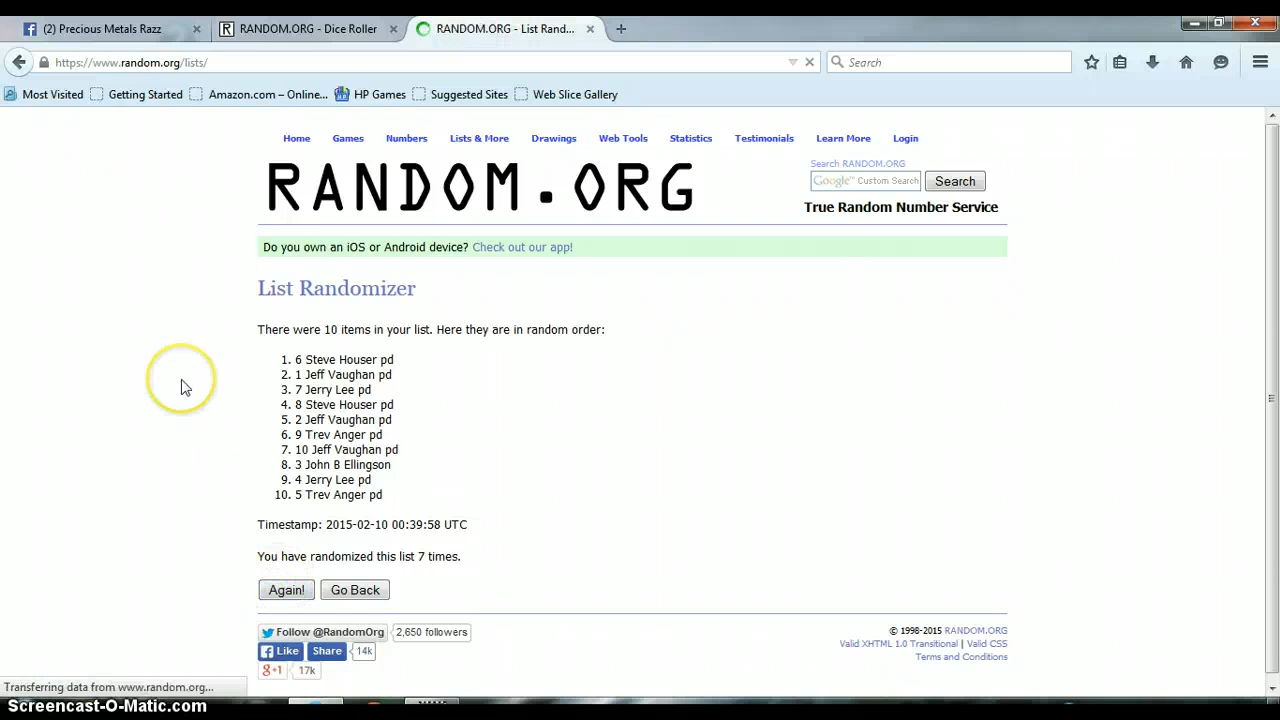 (2) Precious Metals Razz
RANDOM.ORG - Dice Roller
RANDOM.ORG - List Rand...
https://www.random.org/lists/
Search
Most Visited
Getting Started
Amazon.com – Online...
HP Games
Suggested Sites
Web Slice Gallery
Home Games Numbers Lists & More Drawings Web Tools Statistics Testimonials Learn More Login
RANDOM.ORG
Search RANDOM.ORG
Google™ Custom Search
Search
True Random Number Service
Do you own an iOS or Android device? Check out our app!
List Randomizer
There were 10 items in your list. Here they are in random order:
1. 6 Steve Houser pd
2. 1 Jeff Vaughan pd
3. 7 Jerry Lee pd
4. 8 Steve Houser pd
5. 2 Jeff Vaughan pd
6. 9 Trev Anger pd
7. 10 Jeff Vaughan pd
8. 3 John B Ellingson
9. 4 Jerry Lee pd
10. 5 Trev Anger pd
Timestamp: 2015-02-10 00:39:58 UTC
You have randomized this list 7 times.
Again!
Go Back
Follow @RandomOrg
2,650 followers
Like
Share
14k
g+1
17k
© 1998-2015 RANDOM.ORG
Valid XHTML 1.0 Transitional | Valid CSS
Terms and Conditions
Transferring data from www.random.org...
Screencast-O-Matic.com